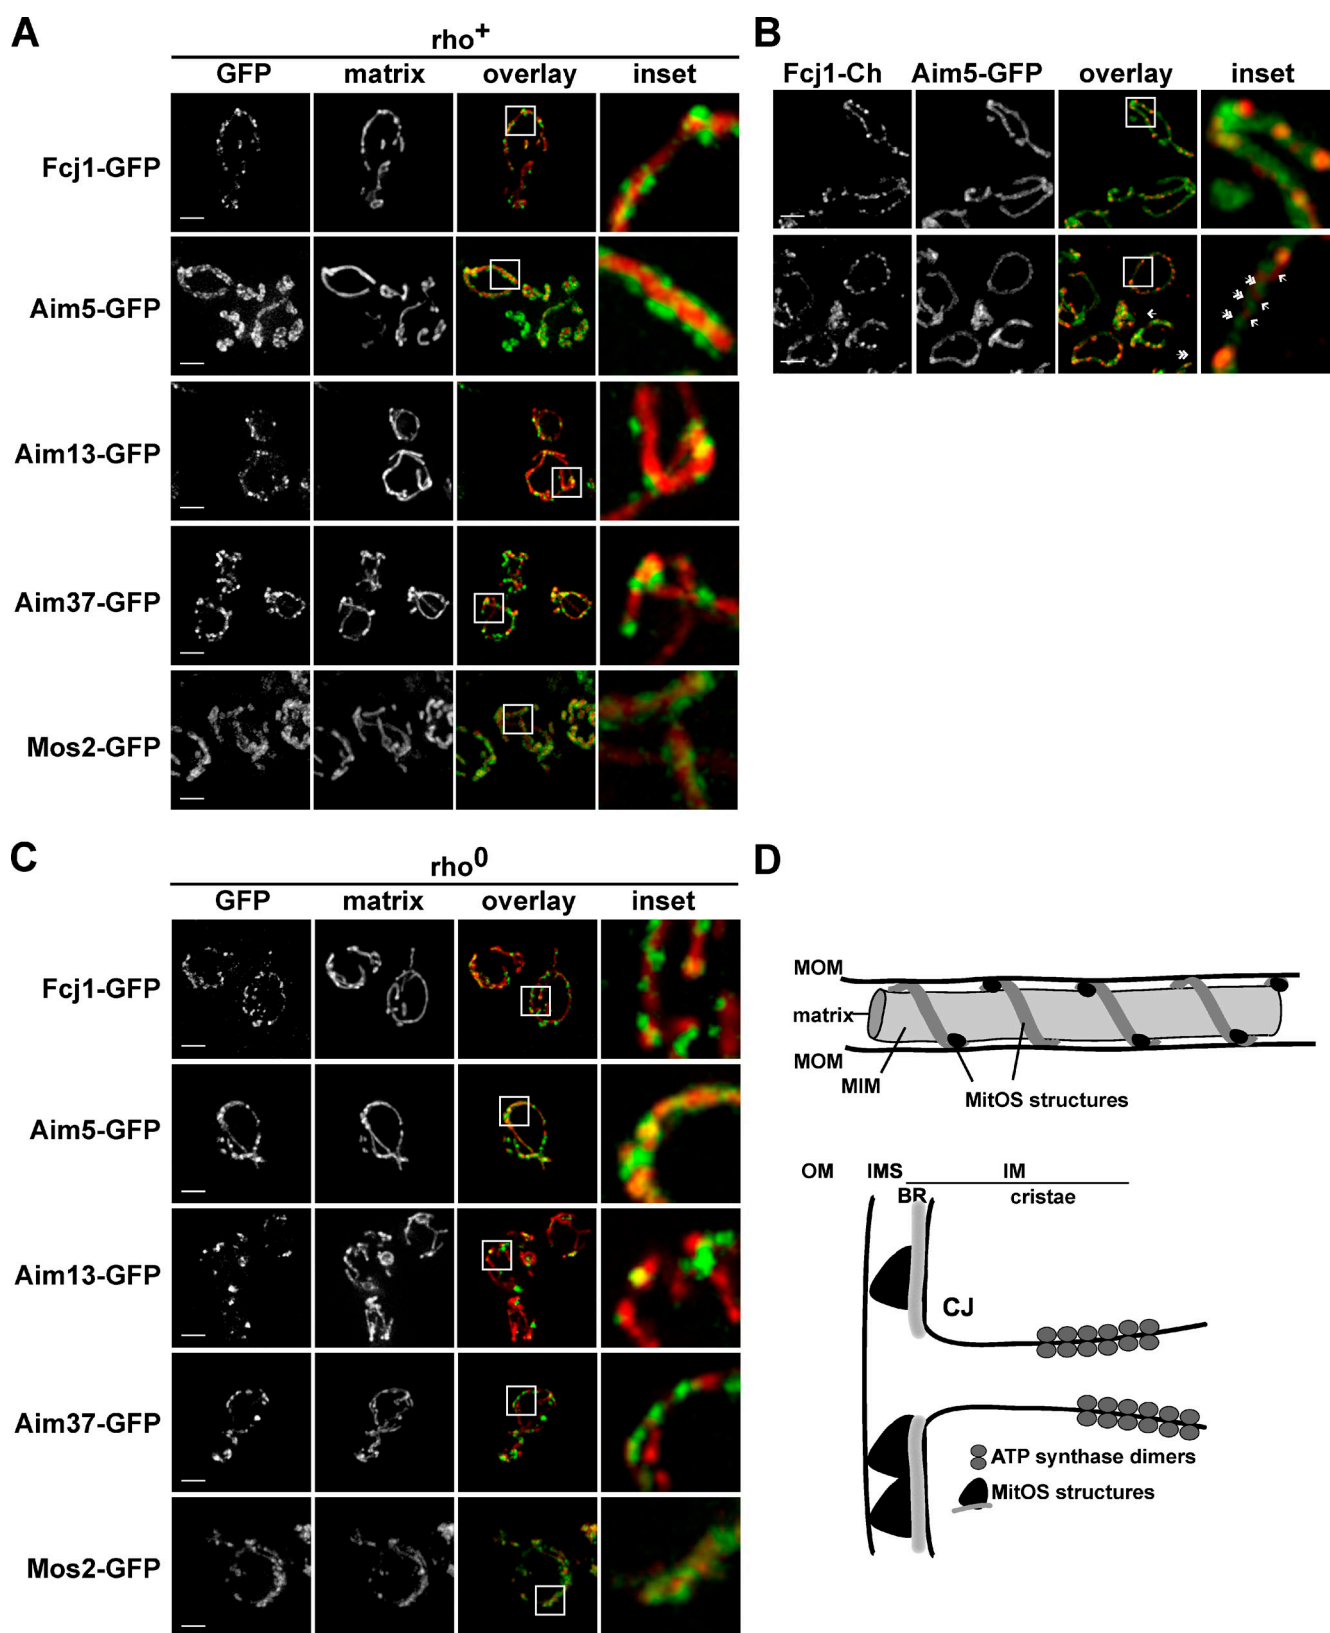 A
rho+
GFP matrix overlay inset
Fcj1-GFP
Aim5-GFP
Aim13-GFP
Aim37-GFP
Mos2-GFP
B
Fcj1-Ch Aim5-GFP overlay inset
C
rho0
GFP matrix overlay inset
Fcj1-GFP
Aim5-GFP
Aim13-GFP
Aim37-GFP
Mos2-GFP
D
MOM
matrix
MOM
MIM
MitOS structures
OM IMS IM
BR cristae
CJ
ATP synthase dimers
MitOS structures